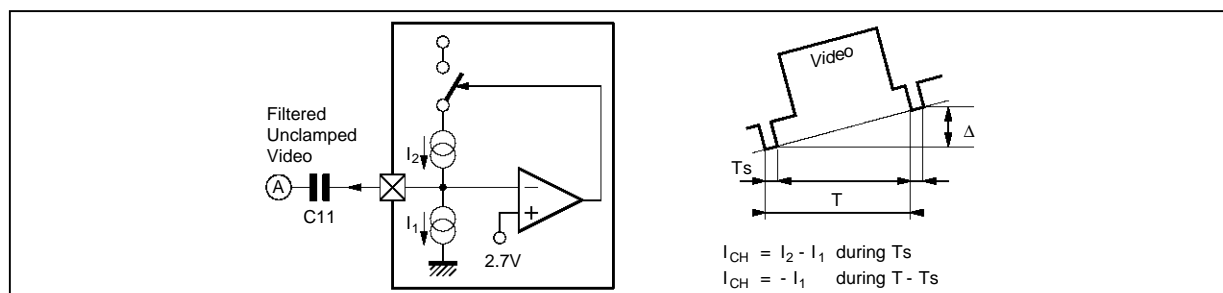 Filtered
Unclamped
Video
A
C11
I2
I1
2.7V
−
+
Video
Δ
Ts
T
ICH = I2 - I1 during Ts
ICH = - I1 during T - Ts